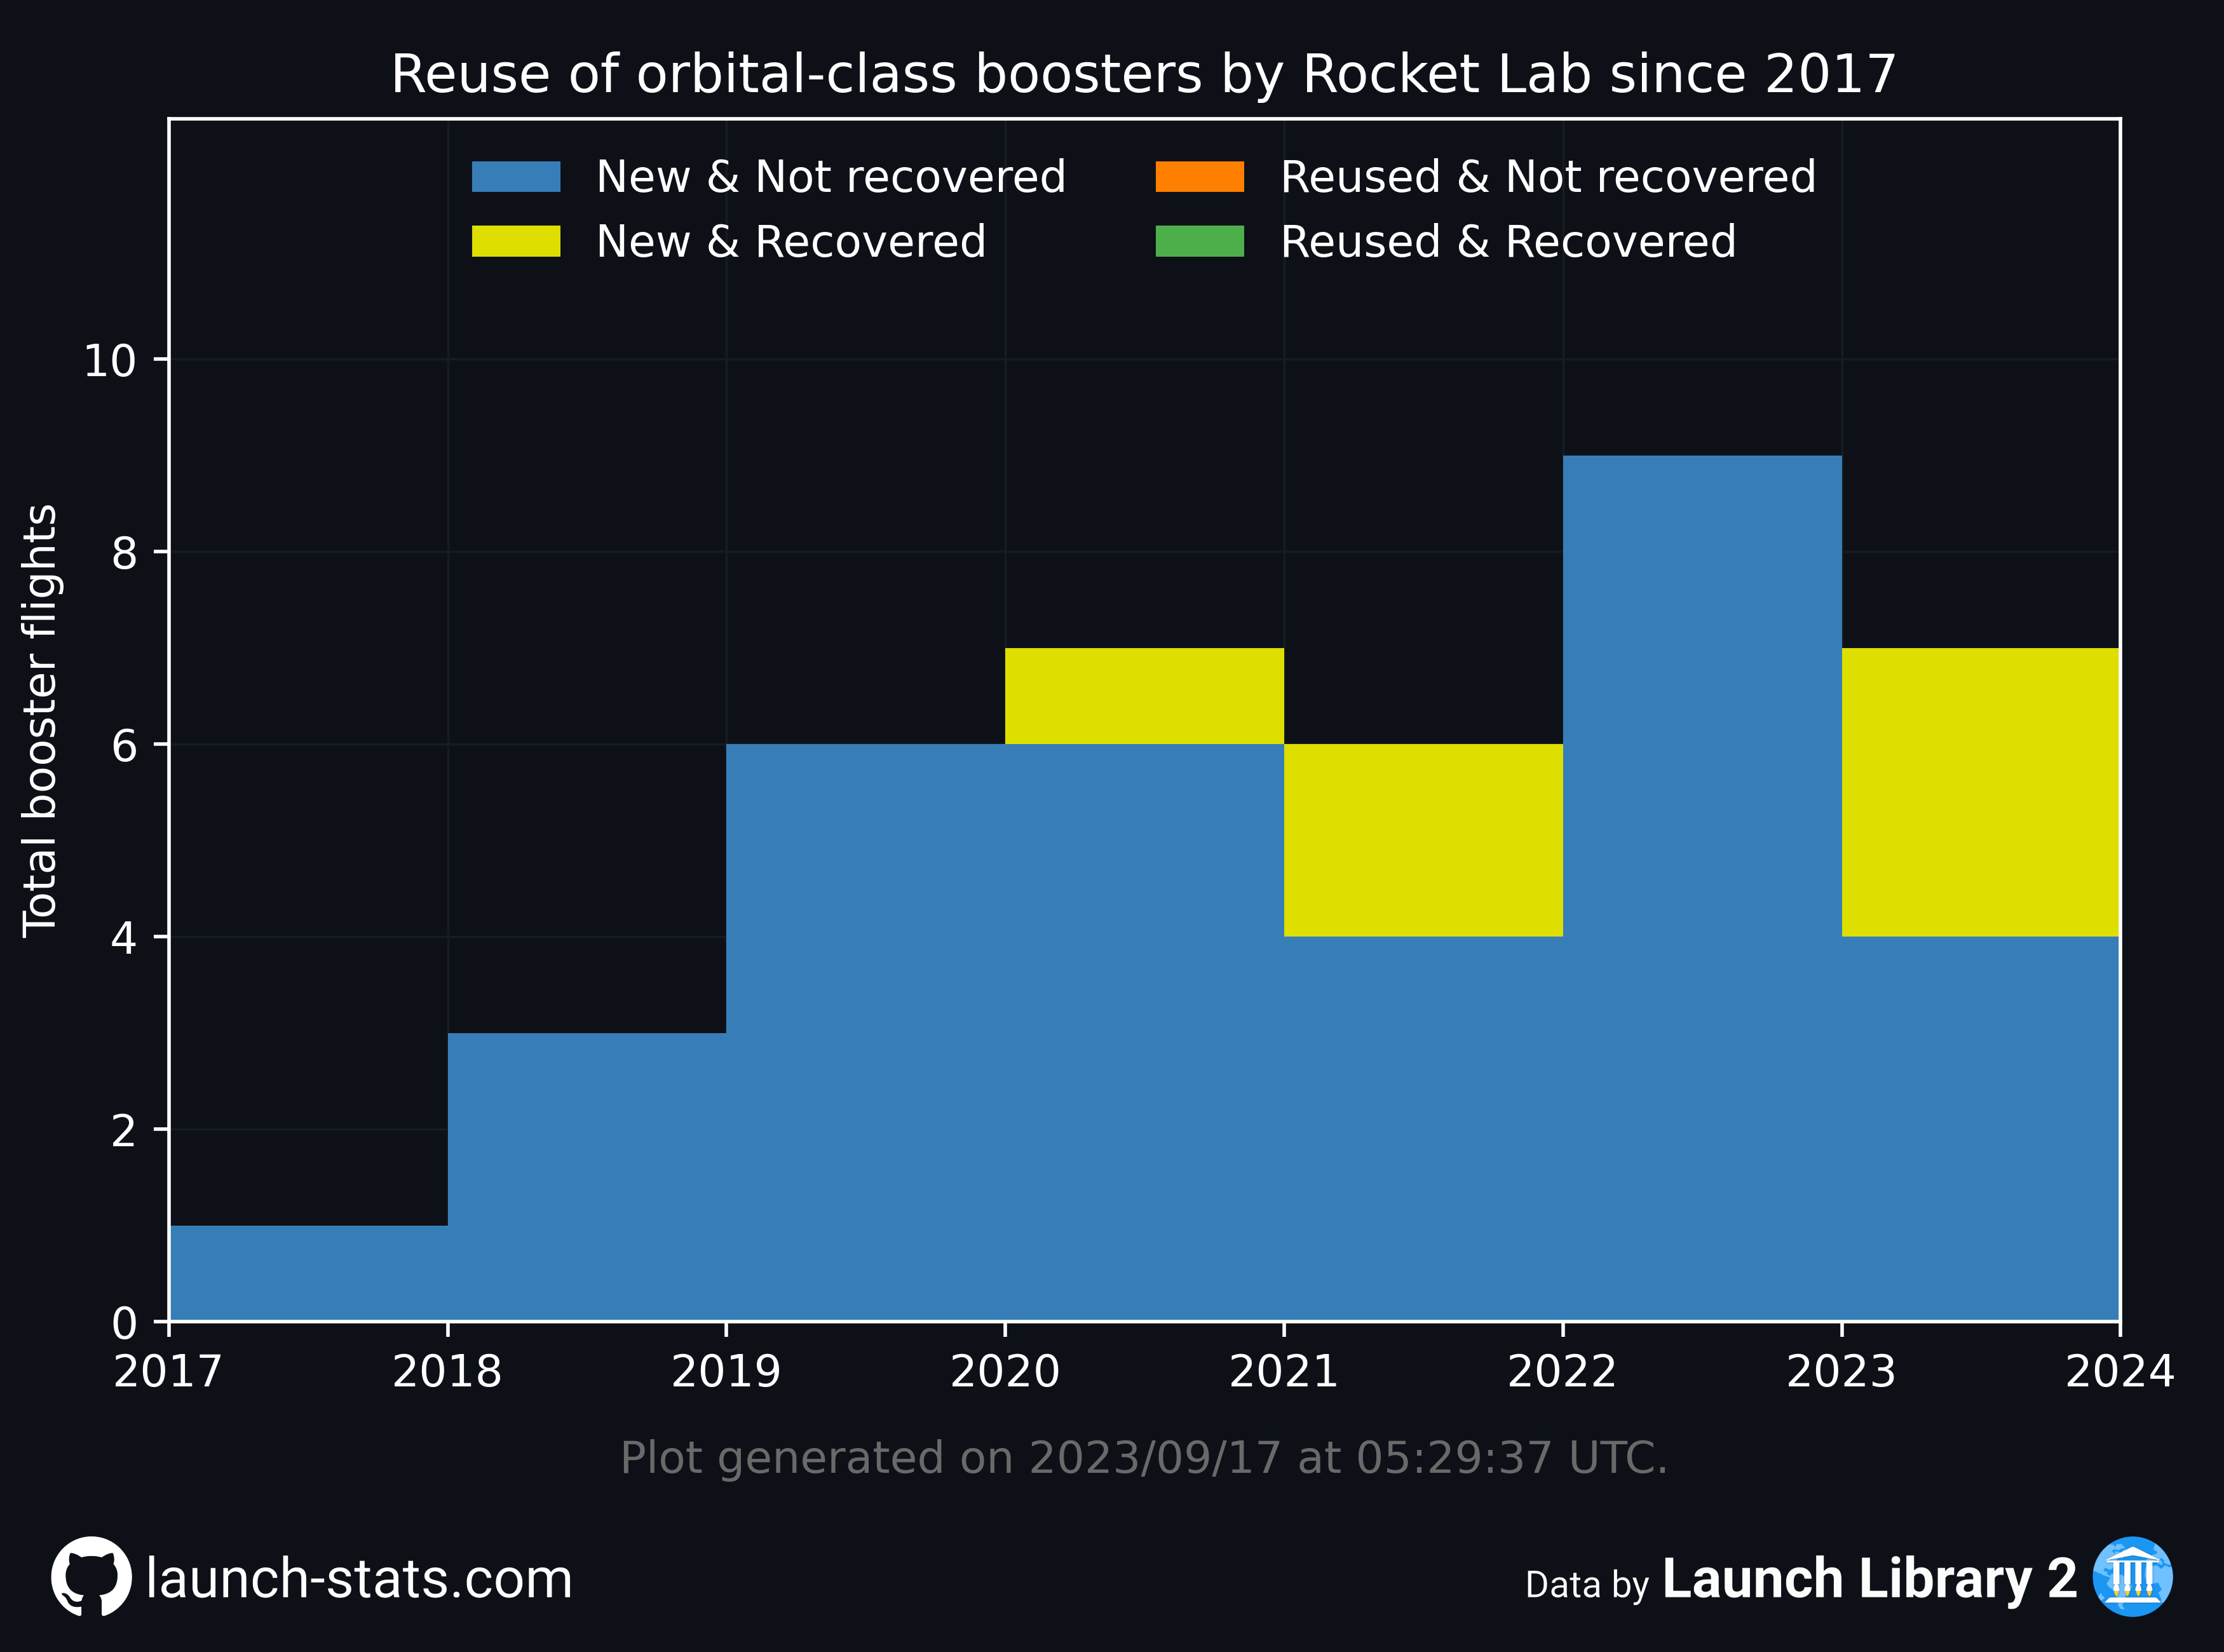 Reuse of orbital-class boosters by Rocket Lab since 2017
New & Not recovered
New & Recovered
Reused & Not recovered
Reused & Recovered
Total booster flights
10
8
6
4
2
0
2017 2018 2019 2020 2021 2022 2023 2024
Plot generated on 2023/09/17 at 05:29:37 UTC.
launch-stats.com
Data by Launch Library 2